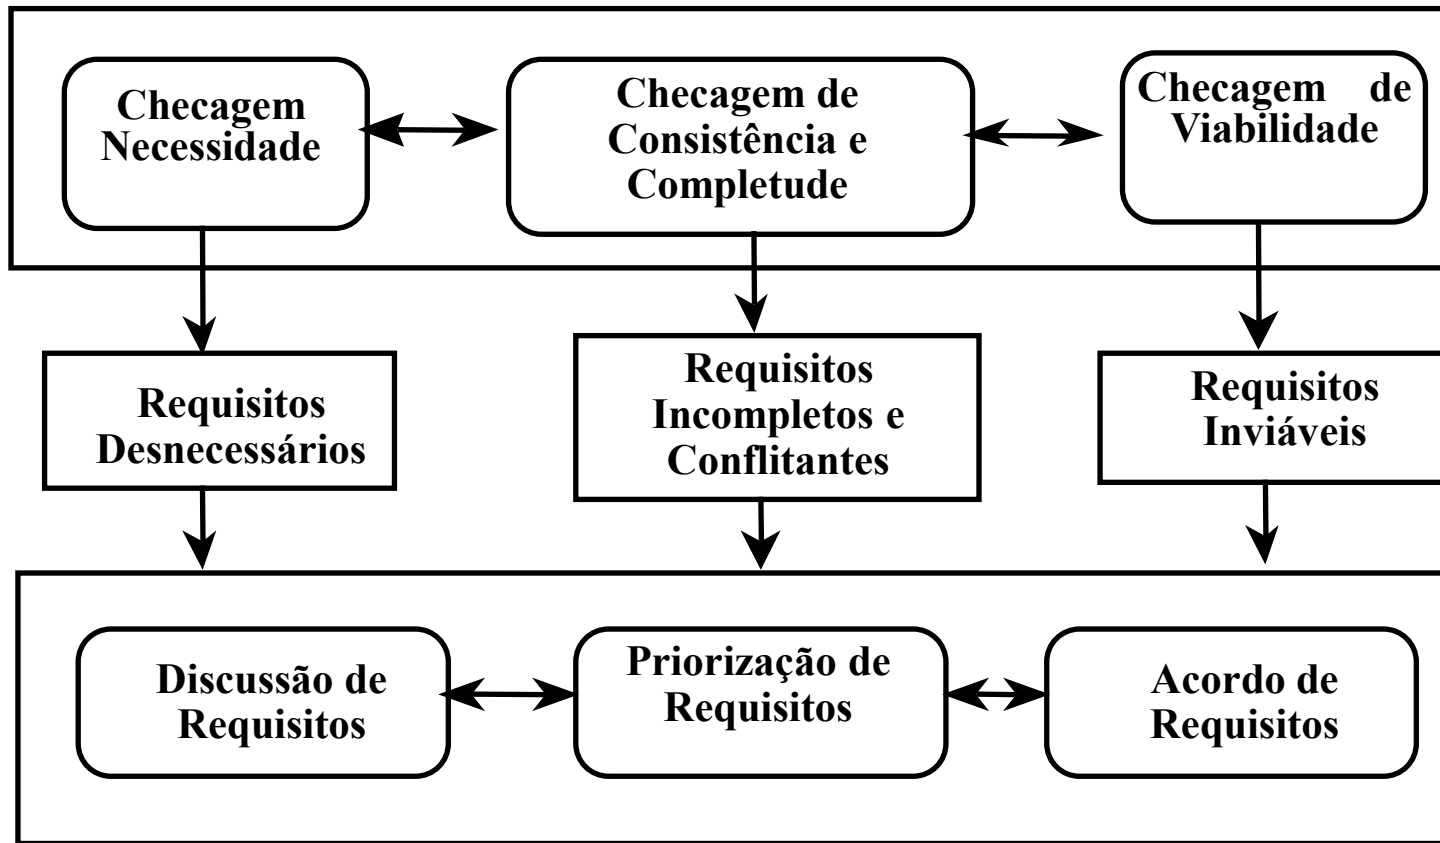 Checagem
Necessidade
Checagem de
Consistência e
Completude
Checagem de
Viabilidade
Requisitos
Desnecessários
Requisitos
Incompletos e
Conflitantes
Requisitos
Inviáveis
Discussão de
Requisitos
Priorização de
Requisitos
Acordo de
Requisitos